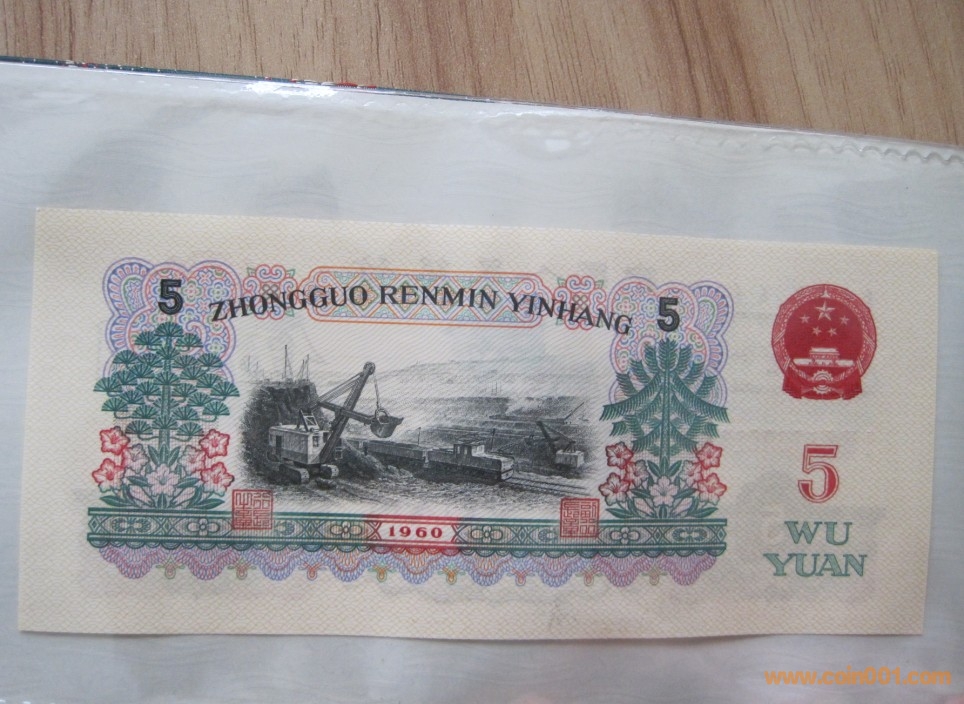 5 ZHONGGUO RENMIN YINHANG 5
1960
5
WU
YUAN
www.coin001.com